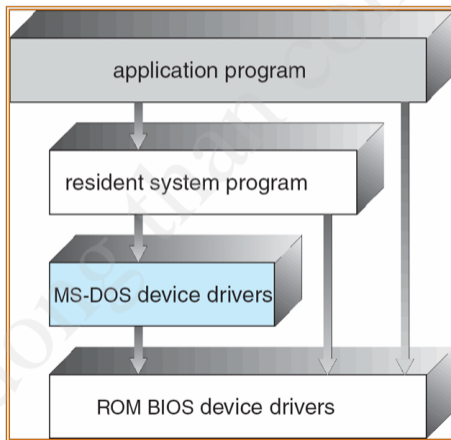 application program
resident system program
MS-DOS device drivers
ROM BIOS device drivers